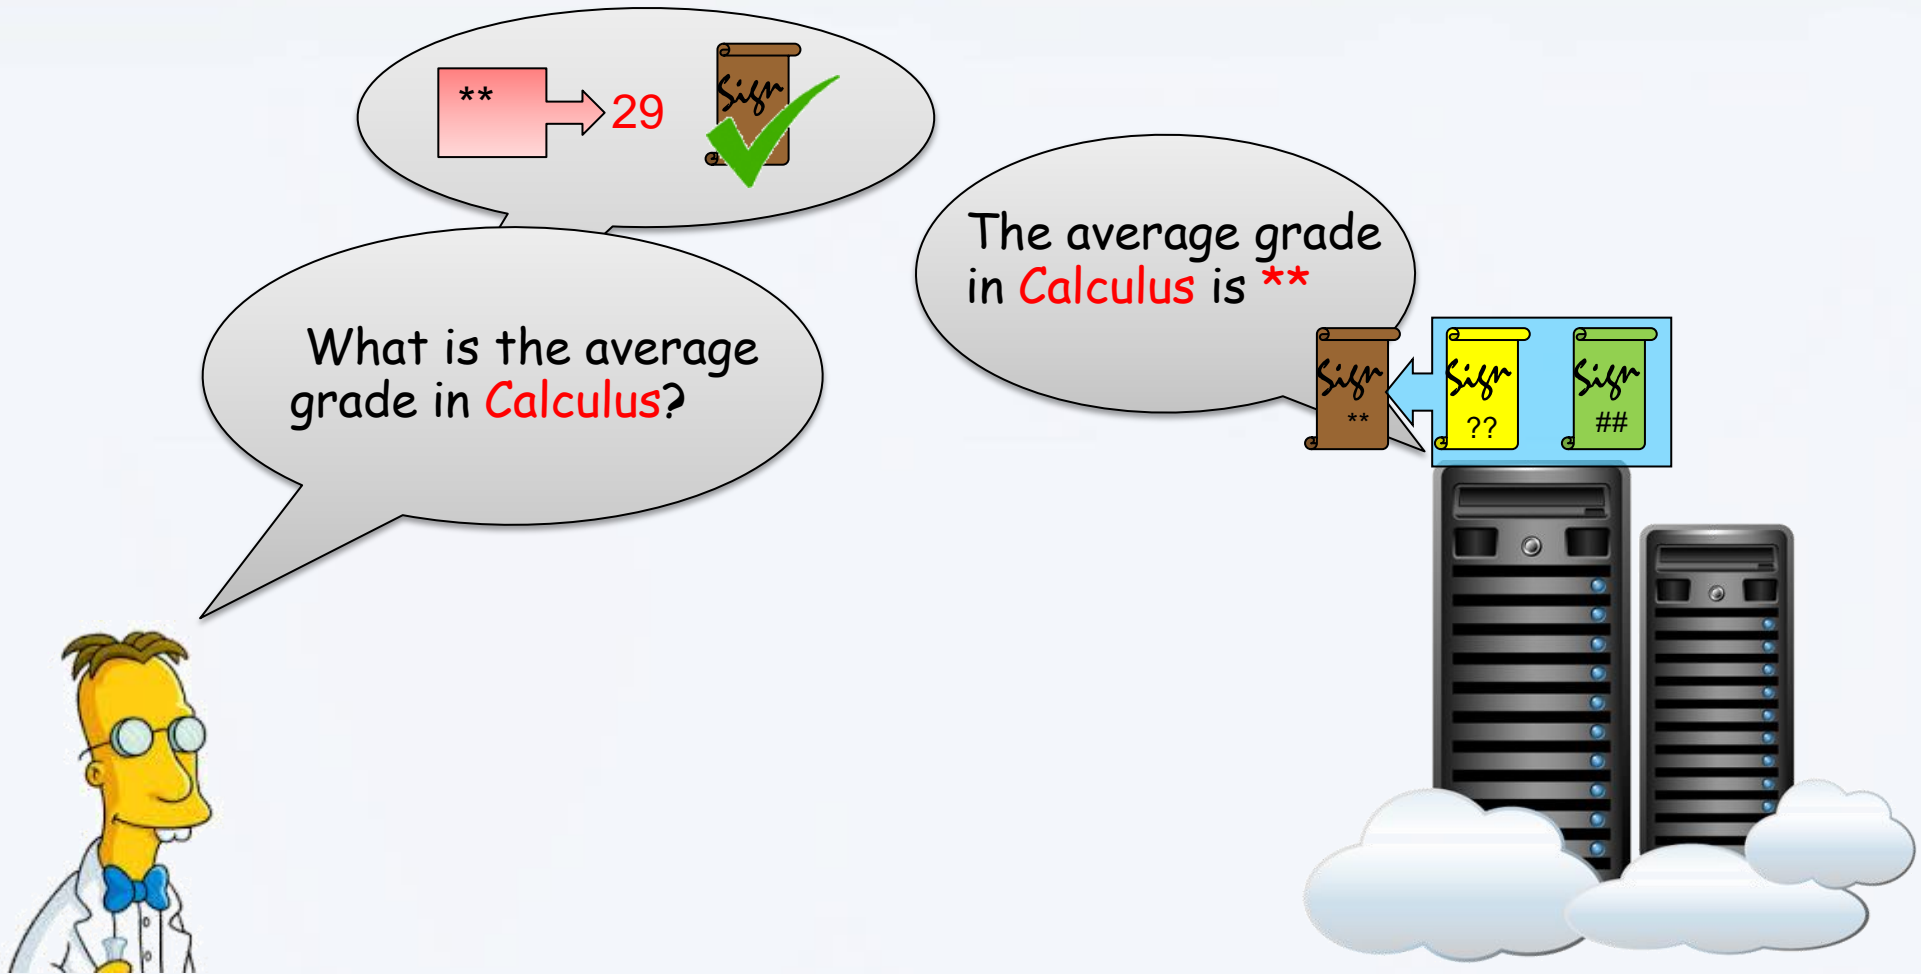 **
29
Sign
What is the average
grade in Calculus?
The average grade
in Calculus is **
Sign
**
Sign
??
Sign
##